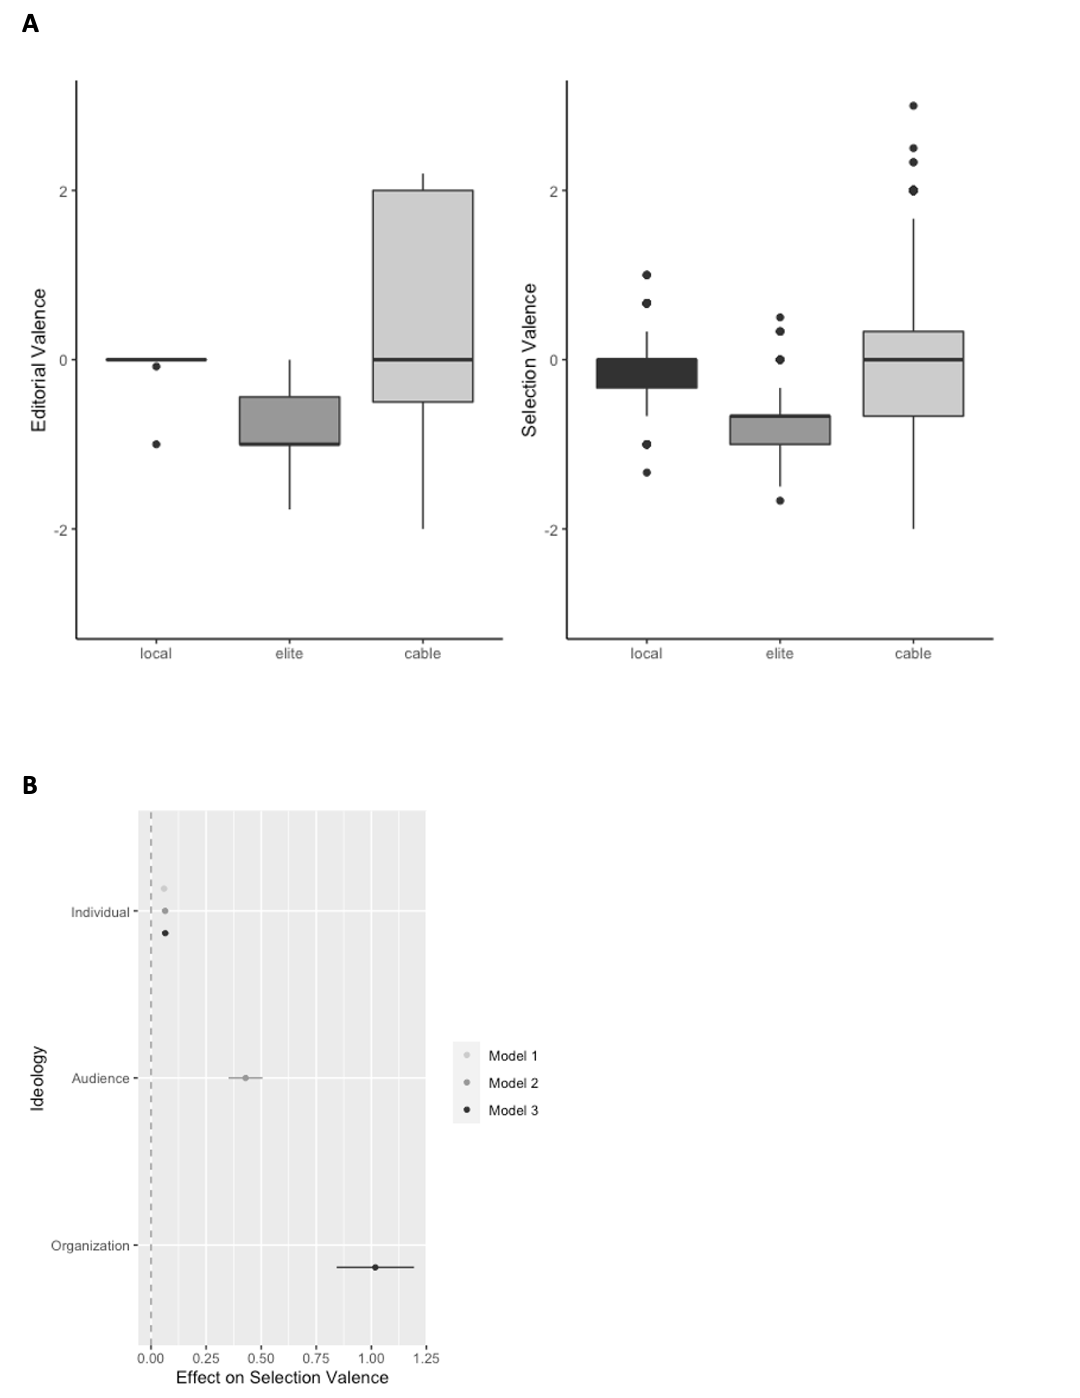 A
Editorial Valence
2
0
-2
local elite cable
Selection Valence
2
0
-2
local elite cable
B
Ideology
Individual
Audience
Organization
0.00 0.25 0.50 0.75 1.00 1.25
Effect on Selection Valence
Model 1
Model 2
Model 3